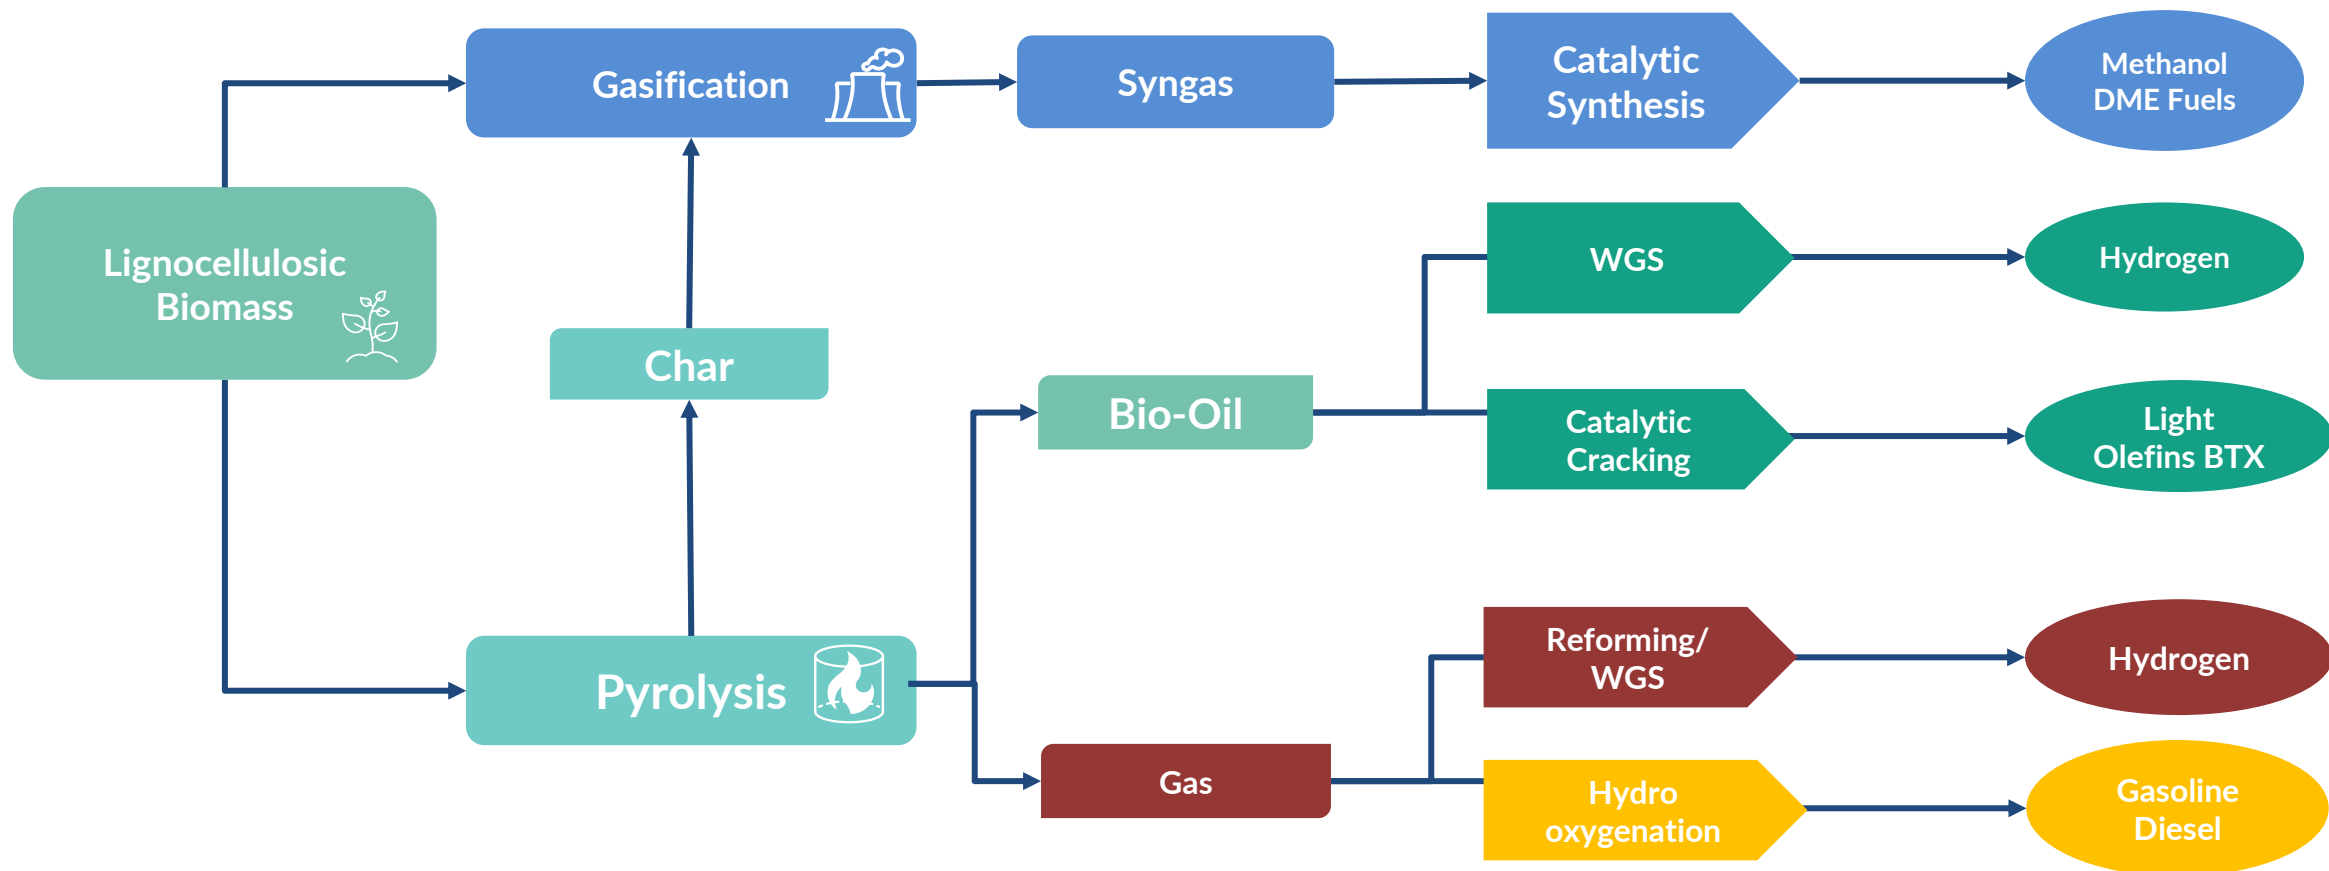 Gasification
Syngas
Catalytic
Synthesis
Methanol
DME Fuels
Lignocellulosic
Biomass
WGS
Hydrogen
Char
Bio-Oil
Catalytic
Cracking
Light
Olefins BTX
Pyrolysis
Reforming/
WGS
Hydrogen
Gas
Hydro
oxygenation
Gasoline
Diesel